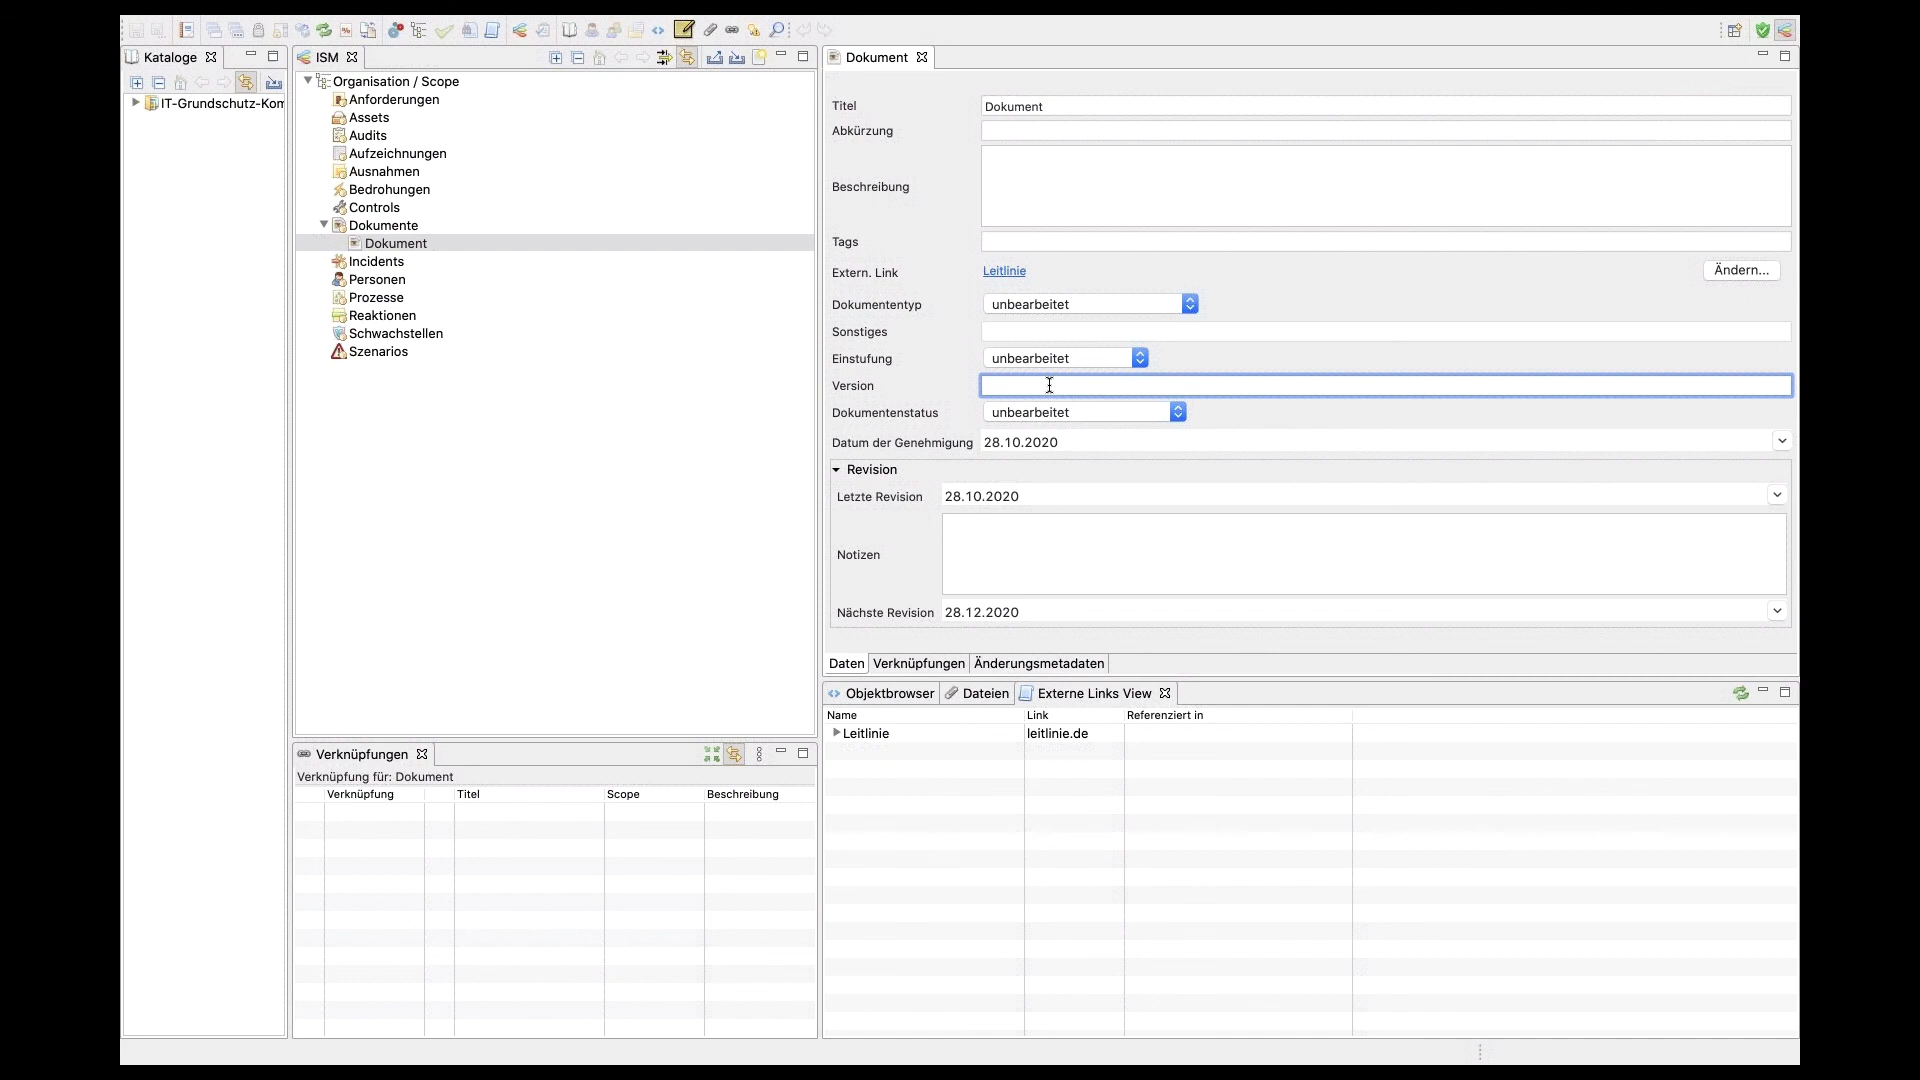 Kataloge
IT-Grundschutz-Kom
ISM
Organisation / Scope
Anforderungen
Assets
Audits
Aufzeichnungen
Ausnahmen
Bedrohungen
Controls
Dokumente
Dokument
Incidents
Personen
Prozesse
Reaktionen
Schwachstellen
Szenarios
Verknüpfungen
Verknüpfung für: Dokument
Verknüpfung Titel Scope Beschreibung
Dokument
Titel Dokument
Abkürzung
Beschreibung
Tags
Extern. Link Leitlinie Ändern...
Dokumententyp unbearbeitet
Sonstiges
Einstufung unbearbeitet
Version
Dokumentenstatus unbearbeitet
Datum der Genehmigung 28.10.2020
Revision
Letzte Revision 28.10.2020
Notizen
Nächste Revision 28.12.2020
Daten Verknüpfungen Änderungsmetadaten
Objektbrowser Dateien Externe Links View
Name Link Referenziert in
Leitlinie leitlinie.de